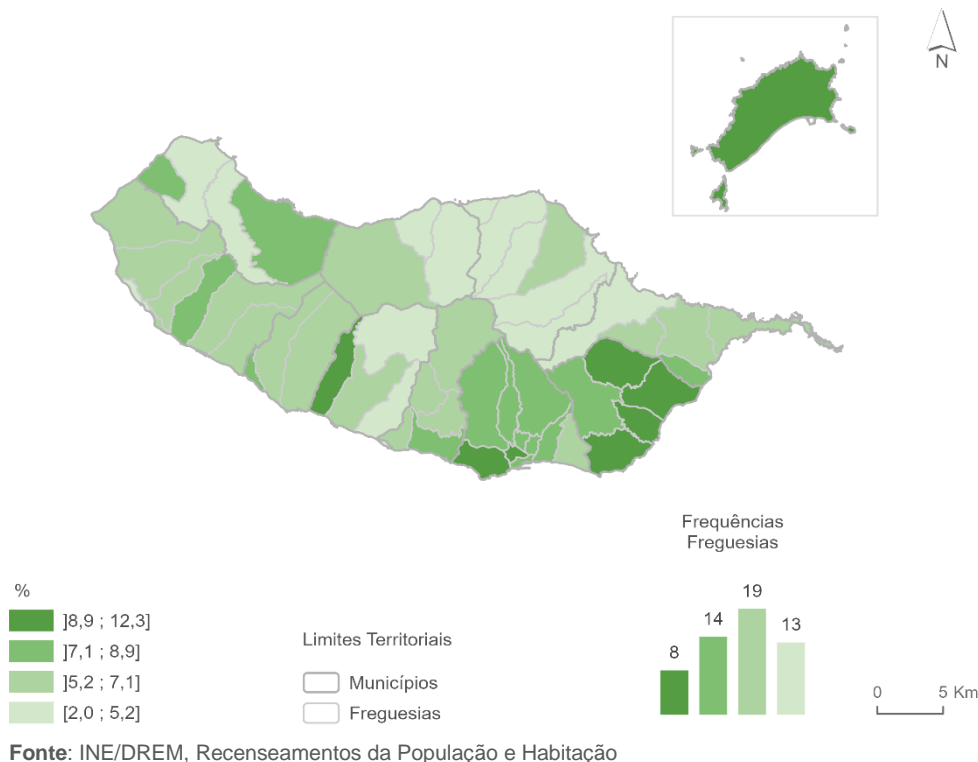 N
Frequências
Freguesias
8
14
19
13
%
]8,9 ; 12,3]
]7,1 ; 8,9]
]5,2 ; 7,1]
[2,0 ; 5,2]
Limites Territoriais
Municípios
Freguesias
0 5 Km
Fonte: INE/DREM, Recenseamentos da População e Habitação